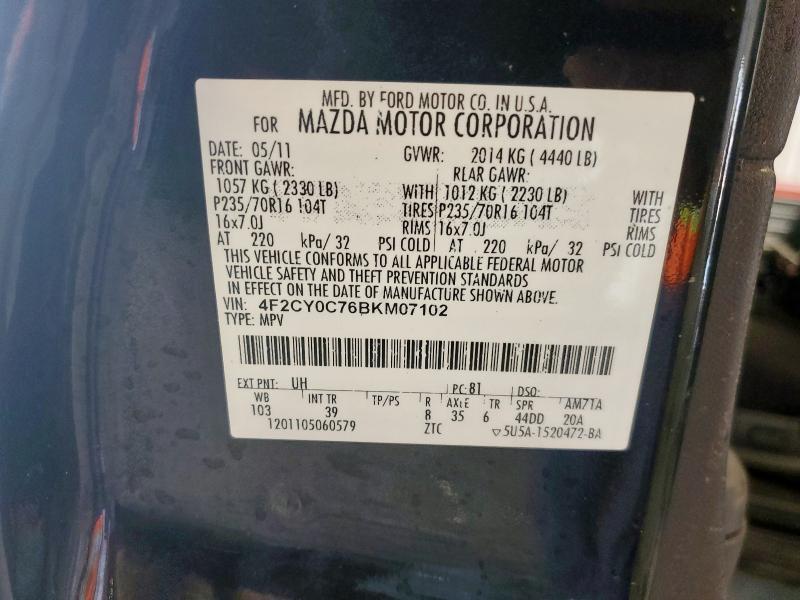 MFD. BY FORD MOTOR CO. IN U.S.A.
FOR MAZDA MOTOR CORPORATION
DATE: 05/11 GVWR: 2014 KG ( 4440 LB)
FRONT GAWR: RLAR GAWR:
1057 KG ( 2330 LB) WITH 1012 KG ( 2230 LB) WITH
P235/70R16 104T TIRES P235/70R16 104T TIRES
16x7.0J RIMS 16x7.0J RIMS
AT 220 kPa/ 32 PSI COLD AT 220 kPa/ 32 PSI COLD
THIS VEHICLE CONFORMS TO ALL APPLICABLE FEDERAL MOTOR
VEHICLE SAFETY AND THEFT PREVENTION STANDARDS
IN EFFECT ON THE DATE OF MANUFACTURE SHOWN ABOVE.
VIN: 4F2CY0C76BKM07102
TYPE: MPV
EXT PNT: UH PC: 81 DSO:
WB INT TR TP/PS R AXLE TR SPR AM71A
103 39 8 35 6 44DD 20A
1201105060579 ZTC ▽5U5A-1520472-BA